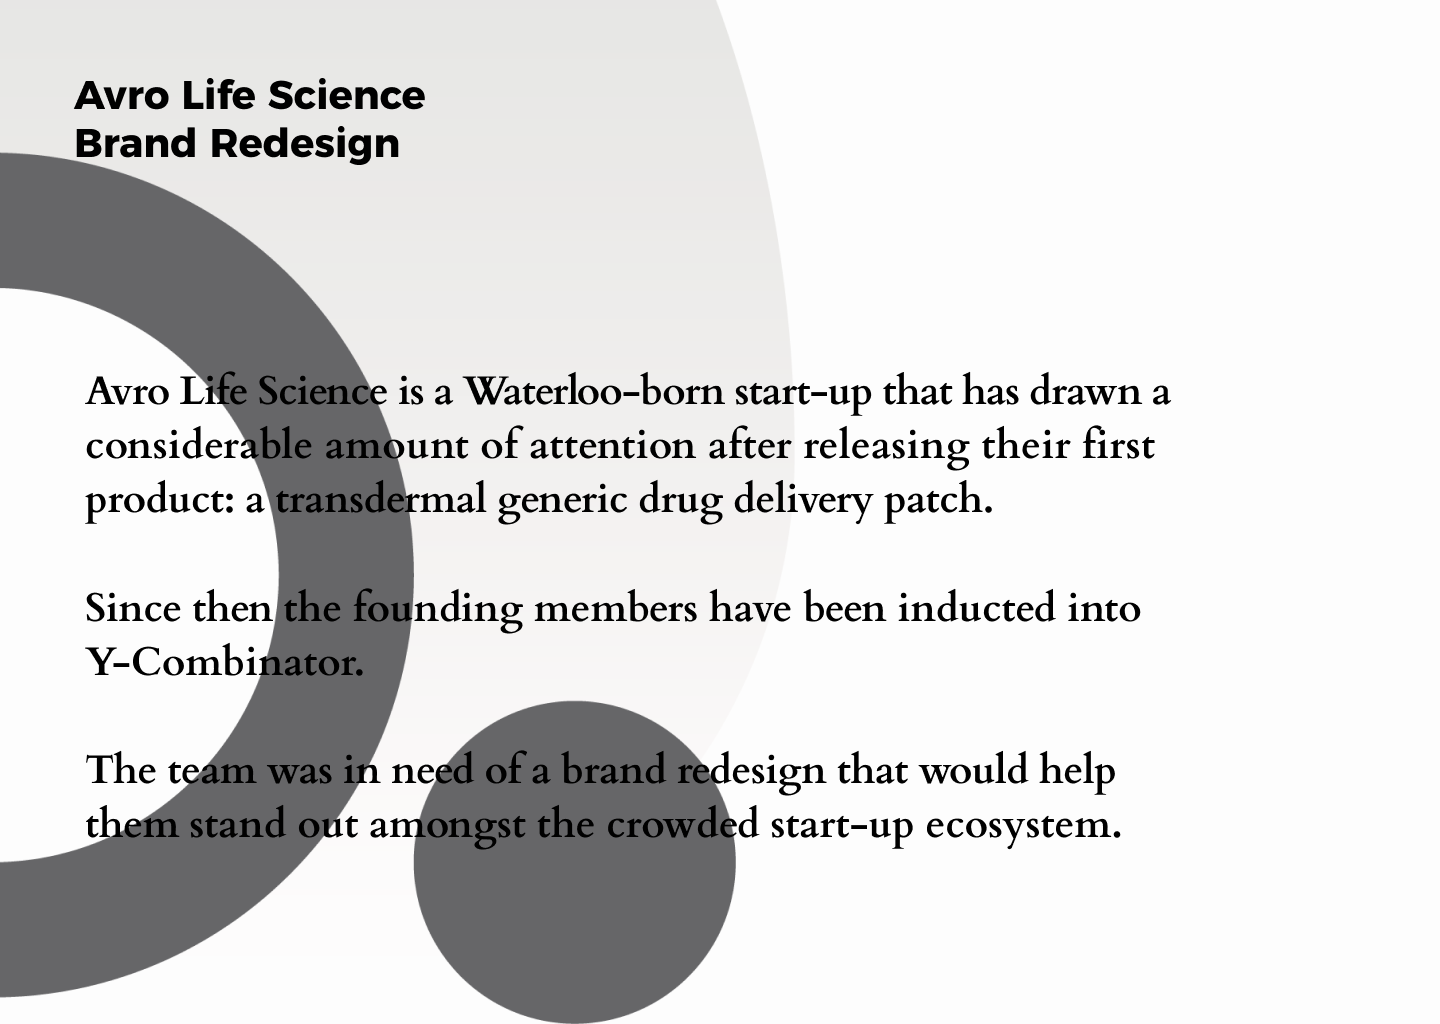 Avro Life Science
Brand Redesign
Avro Life Science is a Waterloo-born start-up that has drawn a
considerable amount of attention after releasing their first
product: a transdermal generic drug delivery patch.
Since then the founding members have been inducted into
Y-Combinator.
The team was in need of a brand redesign that would help
them stand out amongst the crowded start-up ecosystem.